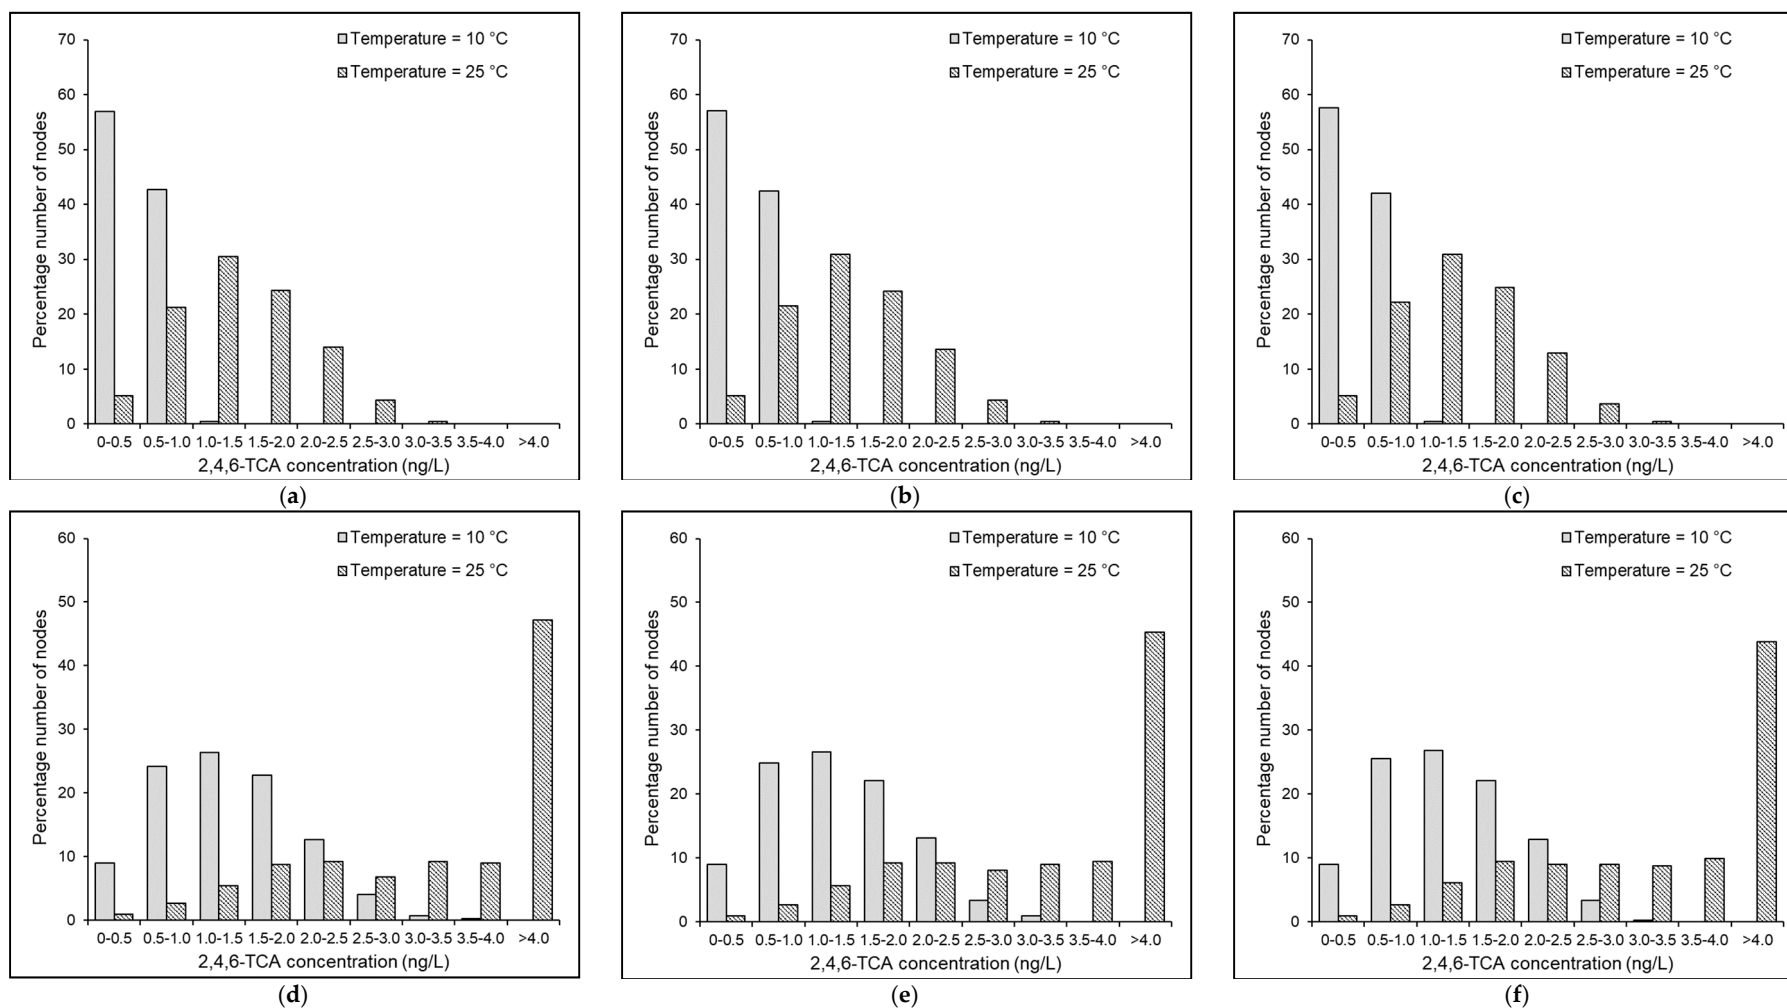 70
60
50
40
30
20
10
0
Percentage number of nodes
Temperature = 10 °C
Temperature = 25 °C
0-0.5 0.5-1.0 1.0-1.5 1.5-2.0 2.0-2.5 2.5-3.0 3.0-3.5 3.5-4.0 >4.0
2,4,6-TCA concentration (ng/L)
(a)
70
60
50
40
30
20
10
0
Percentage number of nodes
Temperature = 10 °C
Temperature = 25 °C
0-0.5 0.5-1.0 1.0-1.5 1.5-2.0 2.0-2.5 2.5-3.0 3.0-3.5 3.5-4.0 >4.0
2,4,6-TCA concentration (ng/L)
(b)
70
60
50
40
30
20
10
0
Percentage number of nodes
Temperature = 10 °C
Temperature = 25 °C
0-0.5 0.5-1.0 1.0-1.5 1.5-2.0 2.0-2.5 2.5-3.0 3.0-3.5 3.5-4.0 >4.0
2,4,6-TCA concentration (ng/L)
(c)
60
50
40
30
20
10
0
Percentage number of nodes
Temperature = 10 °C
Temperature = 25 °C
0-0.5 0.5-1.0 1.0-1.5 1.5-2.0 2.0-2.5 2.5-3.0 3.0-3.5 3.5-4.0 >4.0
2,4,6-TCA concentration (ng/L)
(d)
60
50
40
30
20
10
0
Percentage number of nodes
Temperature = 10 °C
Temperature = 25 °C
0-0.5 0.5-1.0 1.0-1.5 1.5-2.0 2.0-2.5 2.5-3.0 3.0-3.5 3.5-4.0 >4.0
2,4,6-TCA concentration (ng/L)
(e)
60
50
40
30
20
10
0
Percentage number of nodes
Temperature = 10 °C
Temperature = 25 °C
0-0.5 0.5-1.0 1.0-1.5 1.5-2.0 2.0-2.5 2.5-3.0 3.0-3.5 3.5-4.0 >4.0
2,4,6-TCA concentration (ng/L)
(f)